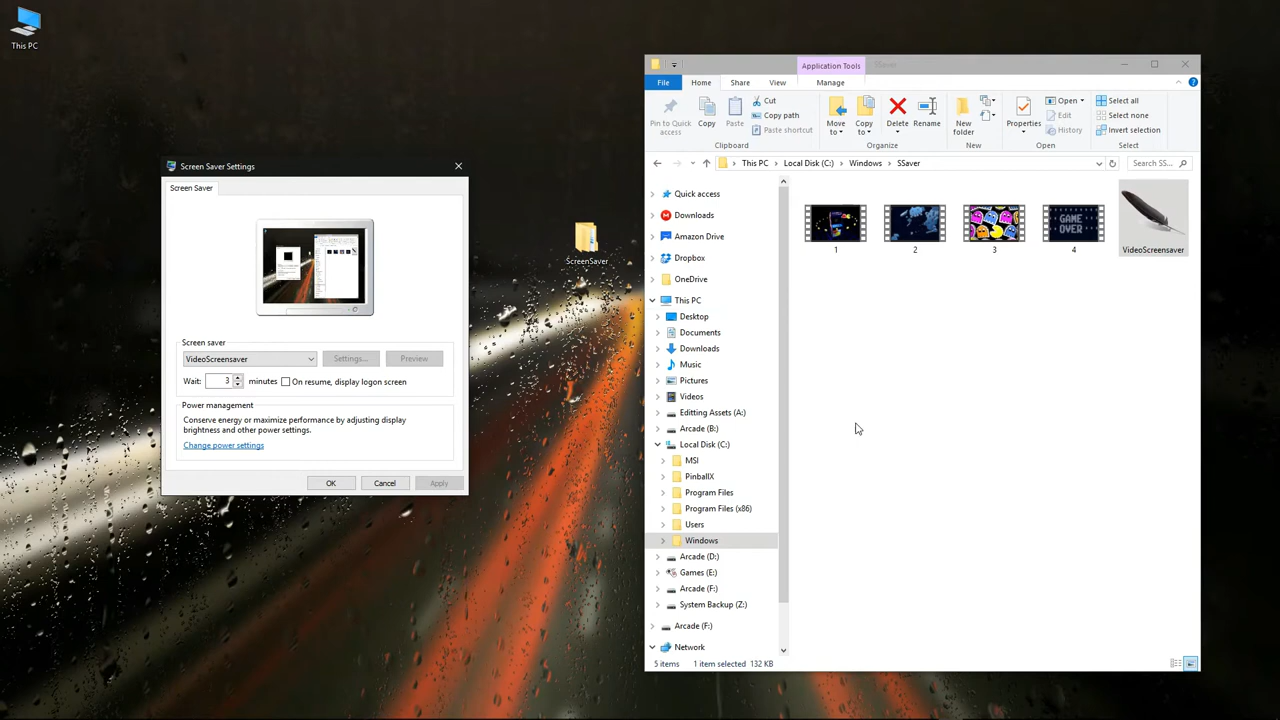 This PC
Screen Saver Settings
Screen Saver
Screen saver
VideoScreensaver
Settings...
Preview
Wait:
3
minutes
On resume, display logon screen
Power management
Conserve energy or maximize performance by adjusting display
brightness and other power settings.
Change power settings
OK
Cancel
Apply
ScreenSaver
Application Tools
SSaver
File
Home
Share
View
Manage
Pin to Quick
access
Copy
Paste
Cut
Copy path
Paste shortcut
Clipboard
Move
to
Copy
to
Delete
Rename
Organize
New
folder
New
Properties
Open
Edit
History
Open
Select all
Select none
Invert selection
Select
This PC
Local Disk (C:)
Windows
SSaver
Search SS...
Quick access
Downloads
Amazon Drive
Dropbox
OneDrive
This PC
Desktop
Documents
Downloads
Music
Pictures
Videos
Editing Assets (A:)
Arcade (B:)
Local Disk (C:)
MSI
PinballX
Program Files
Program Files (x86)
Users
Windows
Arcade (D:)
Games (E:)
Arcade (F:)
System Backup (Z:)
Arcade (F:)
Network
GAME
OVER
1
2
3
4
VideoScreensaver
5 items
1 item selected 132 KB